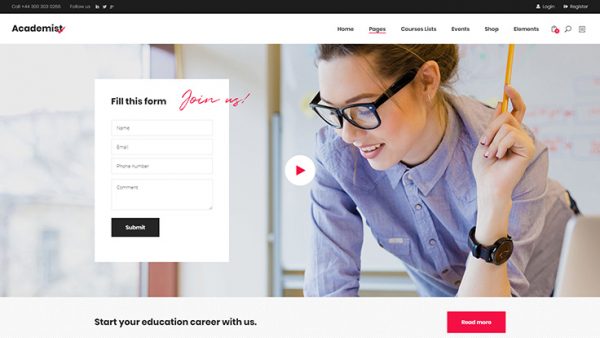 Call +44 300 303 0266 Follow us Login Register
Academist Home Pages Courses Lists Events Shop Elements
Fill this form Join us!
Name
Email
Phone number
Comment
Submit
Start your education career with us. Read more